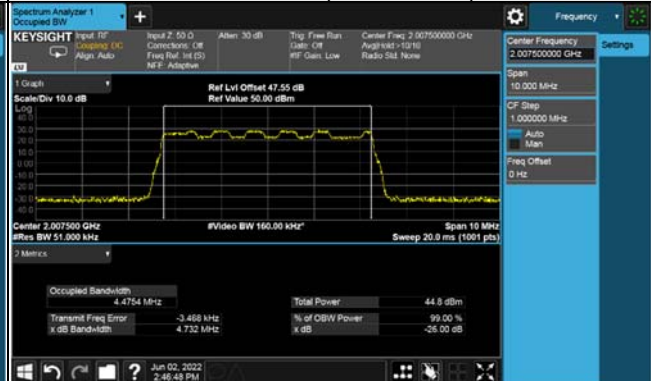 Spectrum Analyzer 1
Occupied BW
+
Frequency
KEYSIGHT
Input: RF
Coupling: DC
Align: Auto
Input Z: 50 Ω
Corrections: Off
Freq Ref: Int (S)
NFE: Adaptive
Atten: 30 dB
Trig: Free Run
Gate: Off
#IF Gain: Low
Center Freq: 2.007500000 GHz
Avg|Hold:>10/10
Radio Std: None
LXI
Center Frequency
2.007500000 GHz
Settings
Span
10.000 MHz
CF Step
1.000000 MHz
Auto
Man
Freq Offset
0 Hz
1 Graph
Scale/Div 10.0 dB
Ref Lvl Offset 47.55 dB
Ref Value 50.00 dBm
Log
40.0
30.0
20.0
10.0
0.00
-10.0
-20.0
-30.0
-40.0
Center 2.007500 GHz
#Res BW 51.000 kHz
#Video BW 160.00 kHz*
Span 10 MHz
Sweep 20.0 ms (1001 pts)
2 Metrics
Occupied Bandwidth
4.4754 MHz
Total Power
44.8 dBm
Transmit Freq Error
-3.468 kHz
% of OBW Power
99.00 %
x dB Bandwidth
4.732 MHz
x dB
-26.00 dB
?
Jun 02, 2022
2:46:48 PM